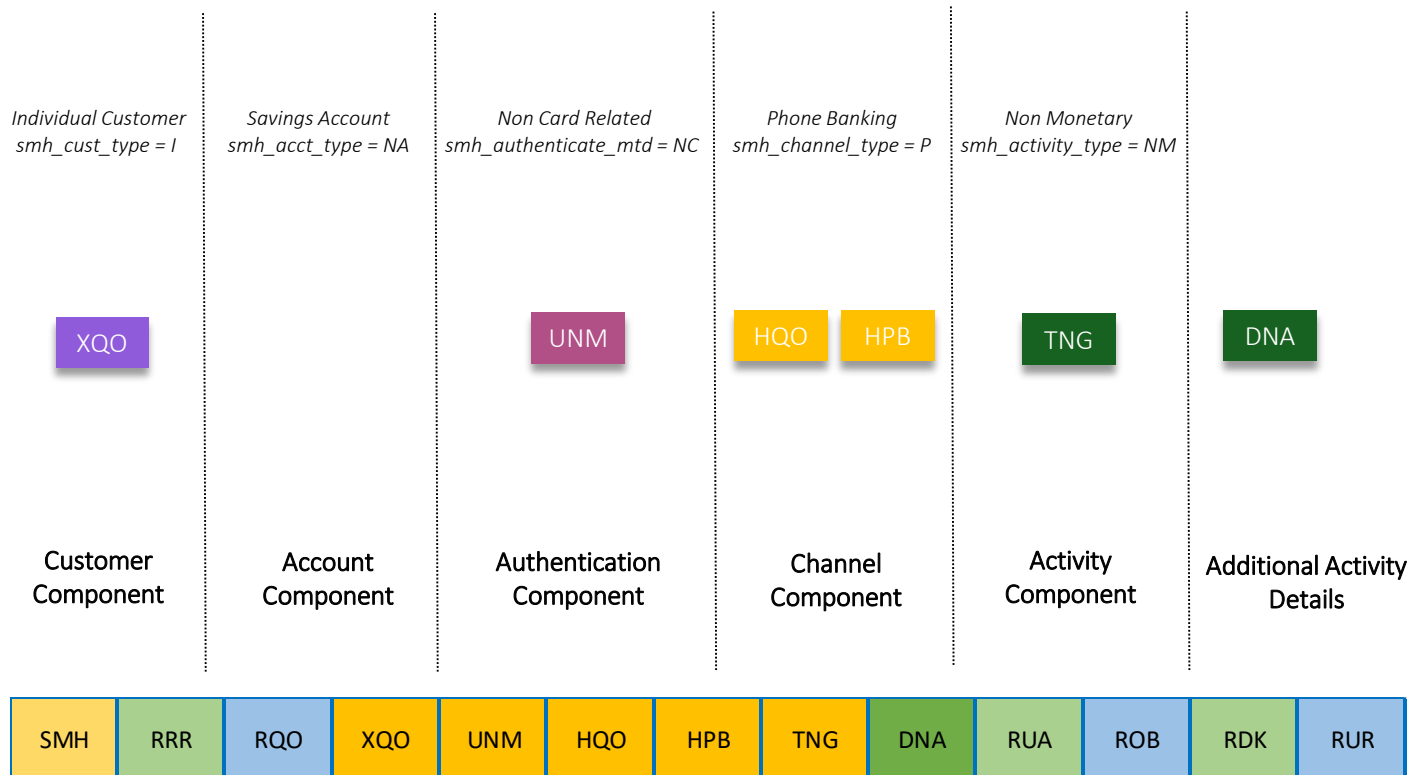 Individual Customer
smh_cust_type = I
Savings Account
smh_acct_type = NA
Non Card Related
smh_authenticate_mtd = NC
Phone Banking
smh_channel_type = P
Non Monetary
smh_activity_type = NM
XQO
UNM
HQO
HPB
TNG
DNA
Customer
Component
Account
Component
Authentication
Component
Channel
Component
Activity
Component
Additional Activity
Details
SMH RRR RQO XQO UNM HQO HPB TNG DNA RUA ROB RDK RUR